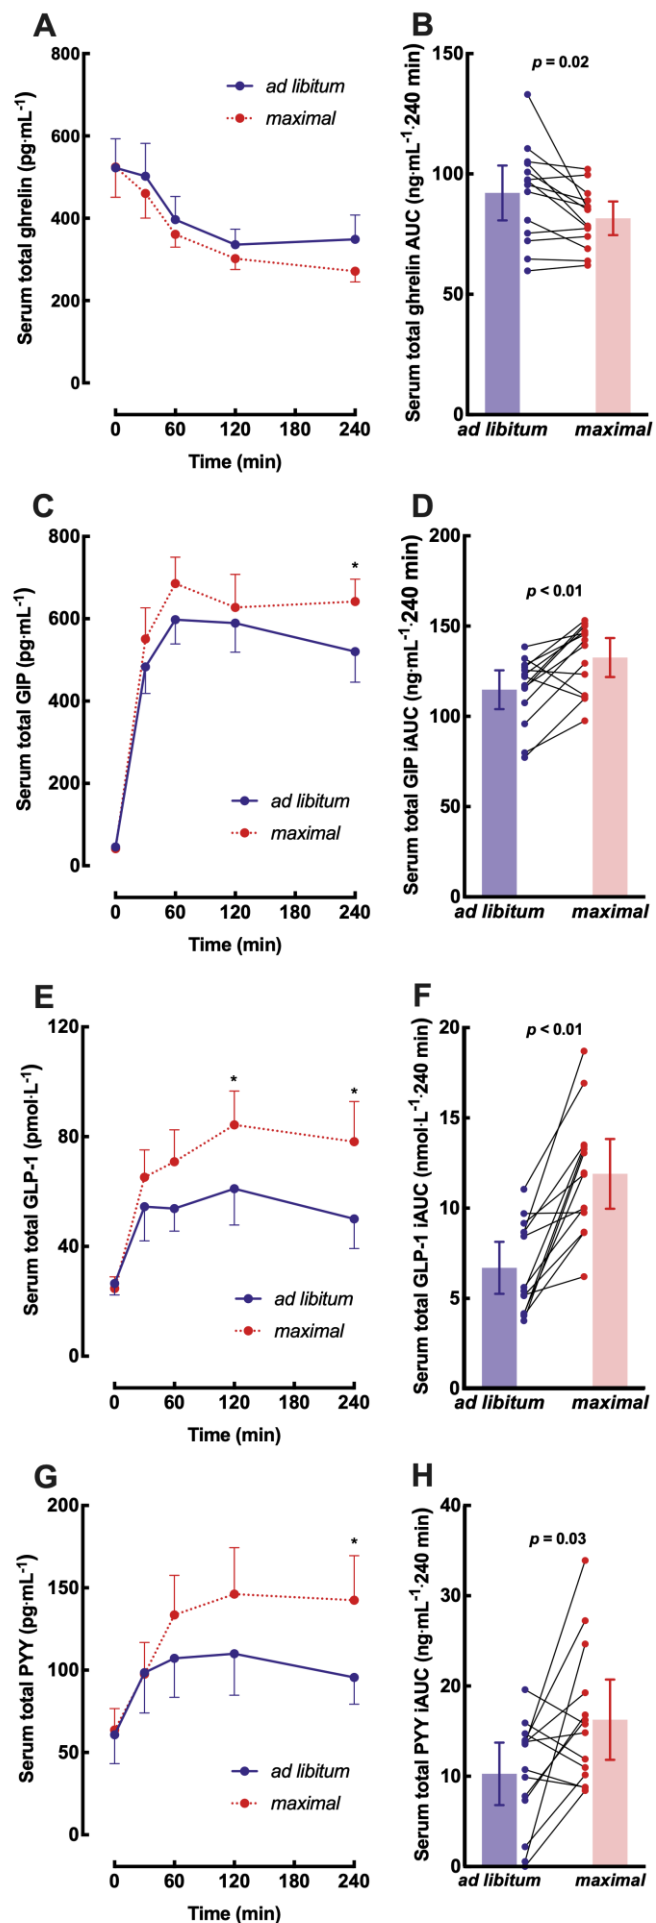 A
Serum total ghrelin (pg·mL⁻¹)
800
600
400
200
0
ad libitum
maximal
0 60 120 180 240
Time (min)
B
Serum total ghrelin AUC (ng·mL⁻¹·240 min)
150
100
50
0
p = 0.02
ad libitum maximal
C
Serum total GIP (pg·mL⁻¹)
800
600
400
200
0
*
ad libitum
maximal
0 60 120 180 240
Time (min)
D
Serum total GIP iAUC (ng·mL⁻¹·240 min)
200
150
100
50
0
p < 0.01
ad libitum maximal
E
Serum total GLP-1 (pmol·L⁻¹)
120
80
40
0
* *
ad libitum
maximal
0 60 120 180 240
Time (min)
F
Serum total GLP-1 iAUC (nmol·L⁻¹·240 min)
20
15
10
5
0
p < 0.01
ad libitum maximal
G
Serum total PYY (pg·mL⁻¹)
200
150
100
50
0
*
ad libitum
maximal
0 60 120 180 240
Time (min)
H
Serum total PYY iAUC (ng·mL⁻¹·240 min)
40
30
20
10
0
p = 0.03
ad libitum maximal